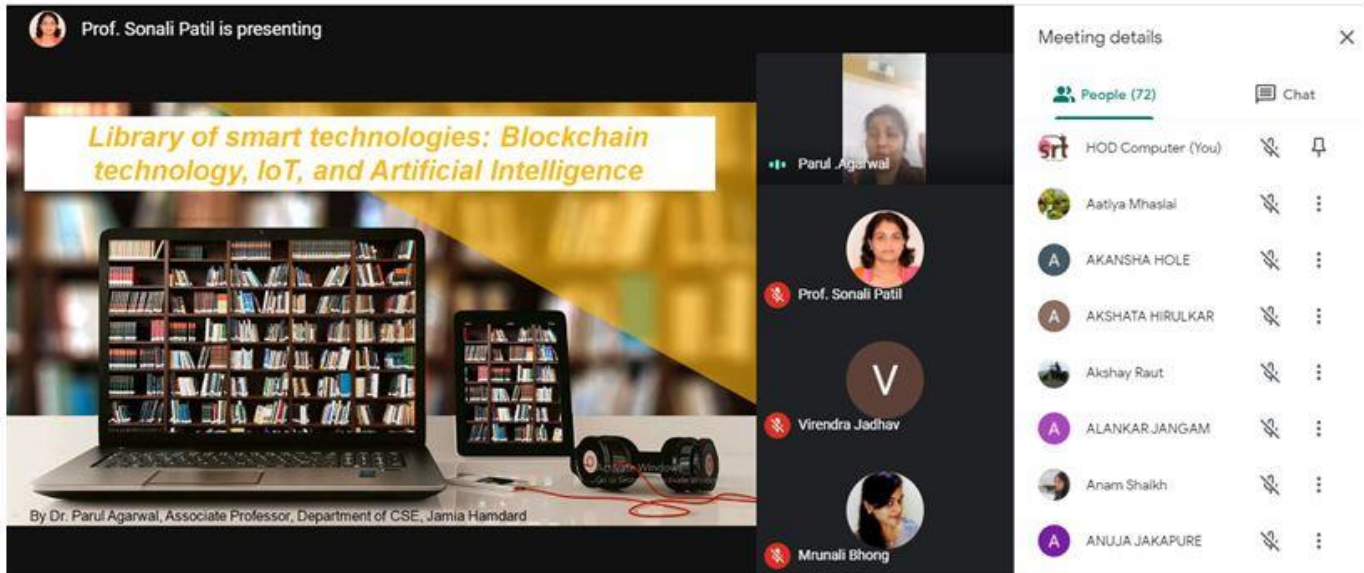 Prof. Sonali Patil is presenting
Library of smart technologies: Blockchain
technology, IoT, and Artificial Intelligence
Activate Windows
By Dr. Parul Agarwal, Associate Professor, Department of CSE, Jamia Hamdard
Parul .Agarwal
Prof. Sonali Patil
V
Virendra Jadhav
Mrunali Bhong
Meeting details
People (72)
Chat
srt
HOD Computer (You)
Aatiya Mhaslai
A
AKANSHA HOLE
A
AKSHATA HIRULKAR
Akshay Raut
A
ALANKAR JANGAM
Anam Shaikh
A
ANUJA JAKAPURE